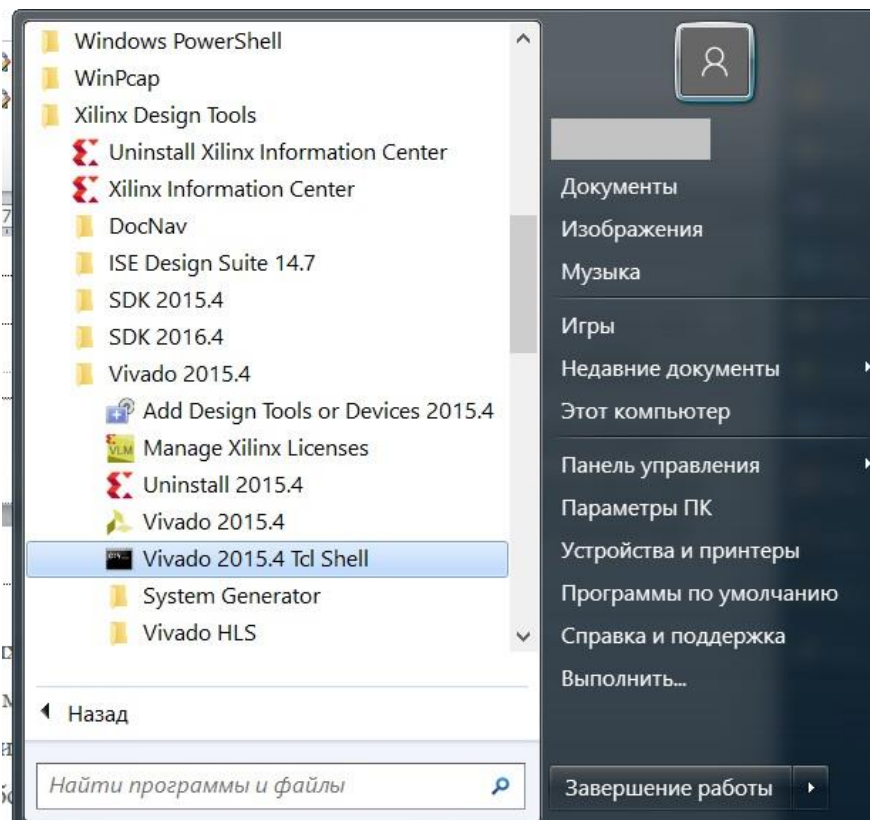 Windows PowerShell
WinPcap
Xilinx Design Tools
Uninstall Xilinx Information Center
Xilinx Information Center
DocNav
ISE Design Suite 14.7
SDK 2015.4
SDK 2016.4
Vivado 2015.4
Add Design Tools or Devices 2015.4
VLM
Manage Xilinx Licenses
Uninstall 2015.4
Vivado 2015.4
Vivado 2015.4 Tcl Shell
System Generator
Vivado HLS
Назад
Найти программы и файлы
Документы
Изображения
Музыка
Игры
Недавние документы
Этот компьютер
Панель управления
Параметры ПК
Устройства и принтеры
Программы по умолчанию
Справка и поддержка
Выполнить...
Завершение работы